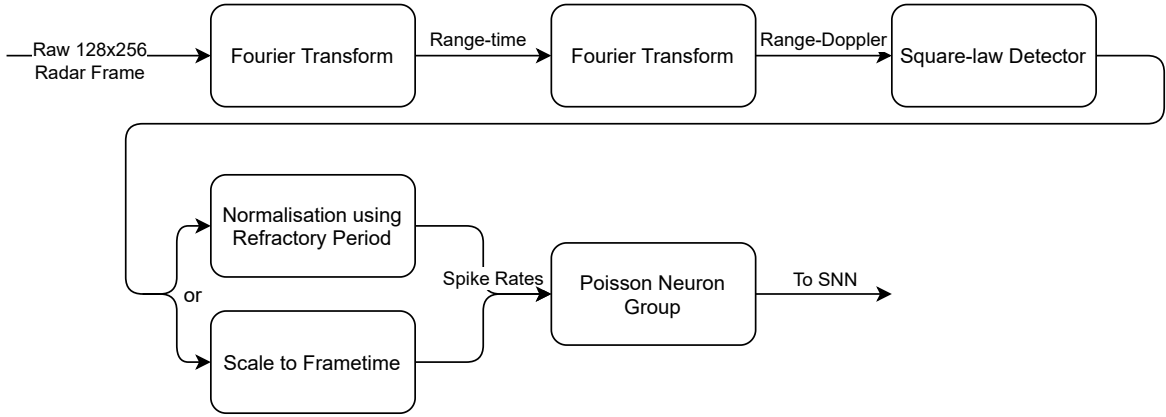 Raw 128x256
Radar Frame
Fourier Transform
Range-time
Fourier Transform
Range-Doppler
Square-law Detector
Normalisation using
Refractory Period
or
Scale to Frametime
Spike Rates
Poisson Neuron
Group
To SNN